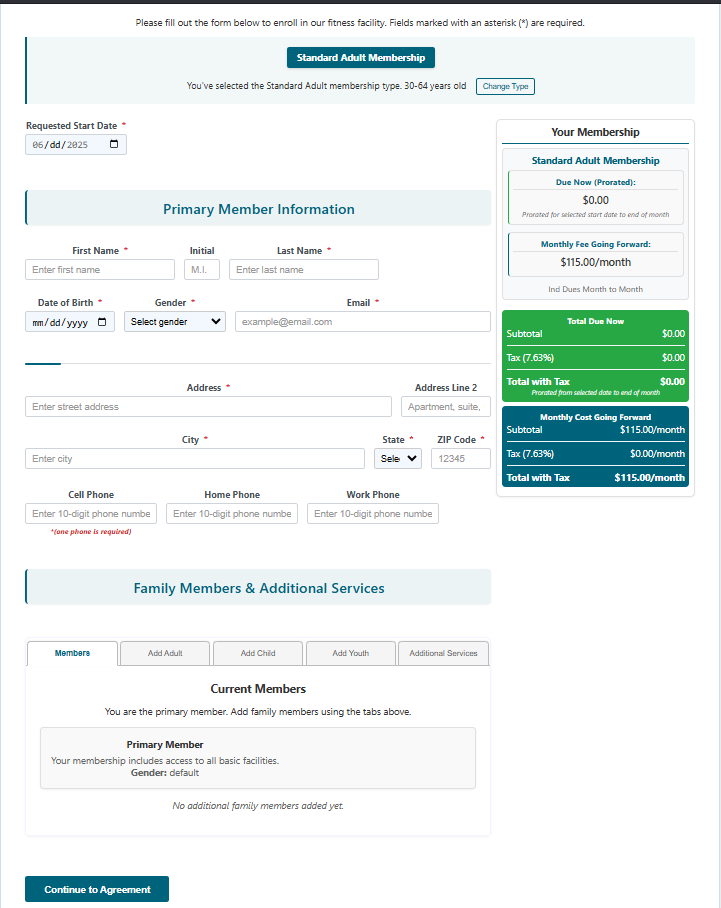 Please fill out the form below to enroll in our fitness facility. Fields marked with an asterisk (*) are required.
Standard Adult Membership
You've selected the Standard Adult membership type. 30-64 years old
Change Type
Requested Start Date *
06/dd/2025
Primary Member Information
First Name *
Initial
Last Name *
Enter first name
M.I.
Enter last name
Date of Birth *
Gender *
Email *
mm/dd/yyyy
Select gender
example@email.com
Address *
Address Line 2
Enter street address
Apartment, suite,
City *
State *
ZIP Code *
Enter city
Sele
12345
Cell Phone
Home Phone
Work Phone
Enter 10-digit phone numbe
Enter 10-digit phone numbe
Enter 10-digit phone numbe
*(one phone is required)
Family Members & Additional Services
Members
Add Adult
Add Child
Add Youth
Additional Services
Current Members
You are the primary member. Add family members using the tabs above.
Primary Member
Your membership includes access to all basic facilities.
Gender: default
No additional family members added yet.
Continue to Agreement
Your Membership
Standard Adult Membership
Due Now (Prorated):
$0.00
Prorated for selected start date to end of month
Monthly Fee Going Forward:
$115.00/month
Ind Dues Month to Month
Total Due Now
Subtotal $0.00
Tax (7.63%) $0.00
Total with Tax $0.00
Prorated from selected date to end of month
Monthly Cost Going Forward
Subtotal $115.00/month
Tax (7.63%) $0.00/month
Total with Tax $115.00/month